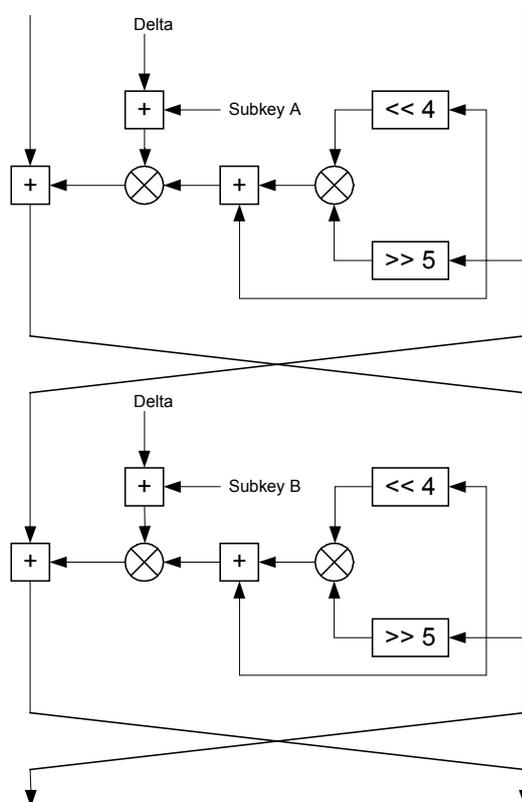 Delta
+
Subkey A
<< 4
+
+
>> 5
Delta
+
Subkey B
<< 4
+
+
>> 5